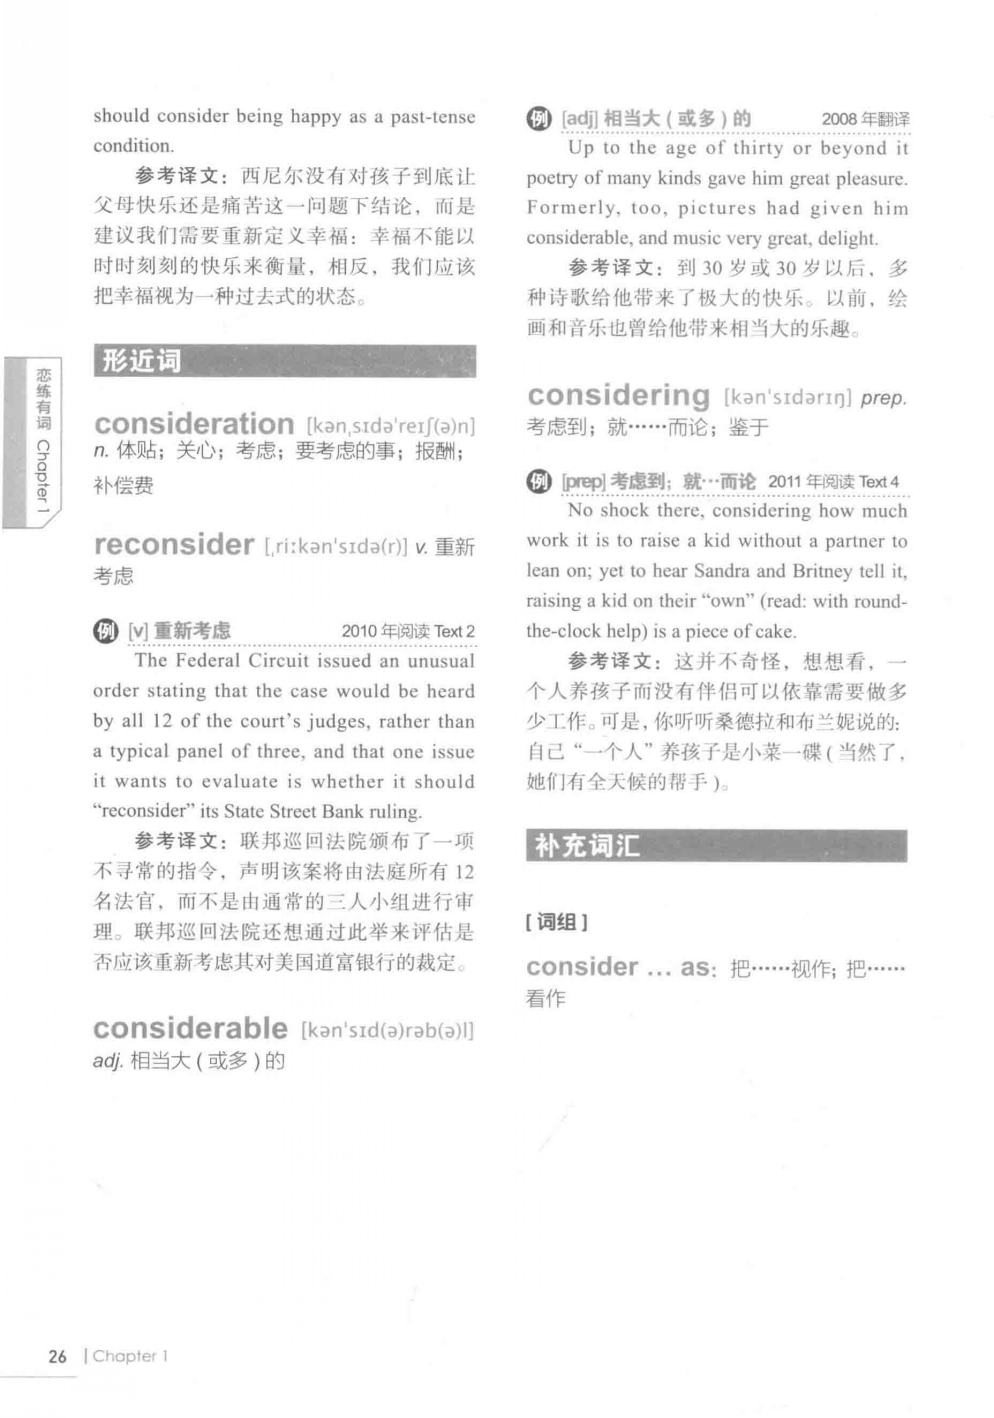 should consider being happy as a past-tense
condition.
参考译文：西尼尔没有对孩子到底让
父母快乐还是痛苦这一问题下结论，而是
建议我们需要重新定义幸福：幸福不能以
时时刻刻的快乐来衡量，相反，我们应该
把幸福视为一种过去式的状态。
形近词
consideration [kənˌsɪdə'reɪʃ(ə)n]
n. 体贴；关心；考虑；要考虑的事；报酬；
补偿费
reconsider [ˌriːkən'sɪdə(r)] v. 重新
考虑
例 [v] 重新考虑 2010 年阅读 Text 2
The Federal Circuit issued an unusual
order stating that the case would be heard
by all 12 of the court's judges, rather than
a typical panel of three, and that one issue
it wants to evaluate is whether it should
“reconsider” its State Street Bank ruling.
参考译文：联邦巡回法院颁布了一项
不寻常的指令，声明该案将由法庭所有 12
名法官，而不是由通常的三人小组进行审
理。联邦巡回法院还想通过此举来评估是
否应该重新考虑其对美国道富银行的裁定。
considerable [kən'sɪd(ə)rəb(ə)l]
adj. 相当大 ( 或多 ) 的
例 [adj] 相当大 ( 或多 ) 的 2008 年翻译
Up to the age of thirty or beyond it
poetry of many kinds gave him great pleasure.
Formerly, too, pictures had given him
considerable, and music very great, delight.
参考译文：到 30 岁或 30 岁以后，多
种诗歌给他带来了极大的快乐。以前，绘
画和音乐也曾给他带来相当大的乐趣。
considering [kən'sɪdərɪŋ] prep.
考虑到；就……而论；鉴于
例 [prep] 考虑到；就…而论 2011 年阅读 Text 4
No shock there, considering how much
work it is to raise a kid without a partner to
lean on; yet to hear Sandra and Britney tell it,
raising a kid on their “own” (read: with round-
the-clock help) is a piece of cake.
参考译文：这并不奇怪，想想看，一
个人养孩子而没有伴侣可以依靠需要做多
少工作。可是，你听听桑德拉和布兰妮说的：
自己“一个人”养孩子是小菜一碟 ( 当然了，
她们有全天候的帮手 )。
补充词汇
[ 词组 ]
consider ... as：把……视作；把……
看作
恋练有词 Chapter 1
26 | Chapter 1